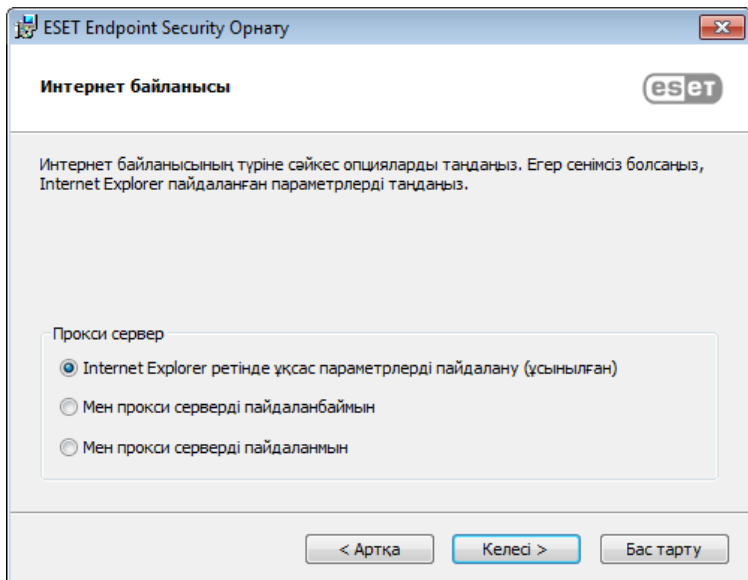 ESET Endpoint Security Орнату
Интернет байланысы
eseT
Интернет байланысының түріне сәйкес опцияларды таңдаңыз. Егер сенімсіз болсаңыз,
Internet Explorer пайдаланған параметрлерді таңдаңыз.
Прокси сервер
Internet Explorer ретінде ұқсас параметрлерді пайдалану (ұсынылған)
Мен прокси серверді пайдаланбаймын
Мен прокси серверді пайдаланмын
< Артқа
Келесі >
Бас тарту